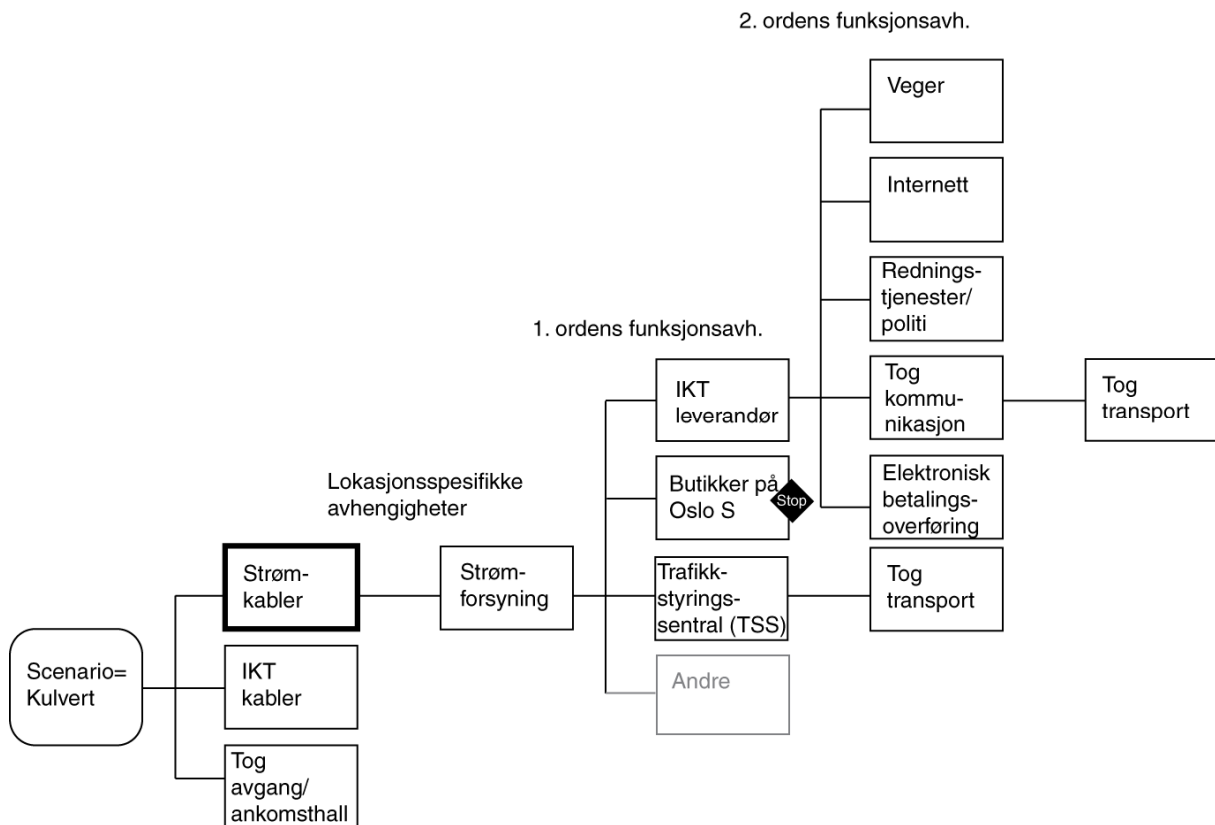 2. ordens funksjonsavh.
Veger
Internett
Rednings-
tjenester/
politi
1. ordens funksjonsavh.
IKT
leverandør
Tog
kommu-
nikasjon
Tog
transport
Lokasjonsspesifikke
avhengigheter
Butikker på
Oslo S
Stop
Elektronisk
betalings-
overføring
Strøm-
kabler
Strøm-
forsyning
Trafikk-
styrings-
sentral (TSS)
Tog
transport
Scenario=
Kulvert
IKT
kabler
Andre
Tog
avgang/
ankomsthall